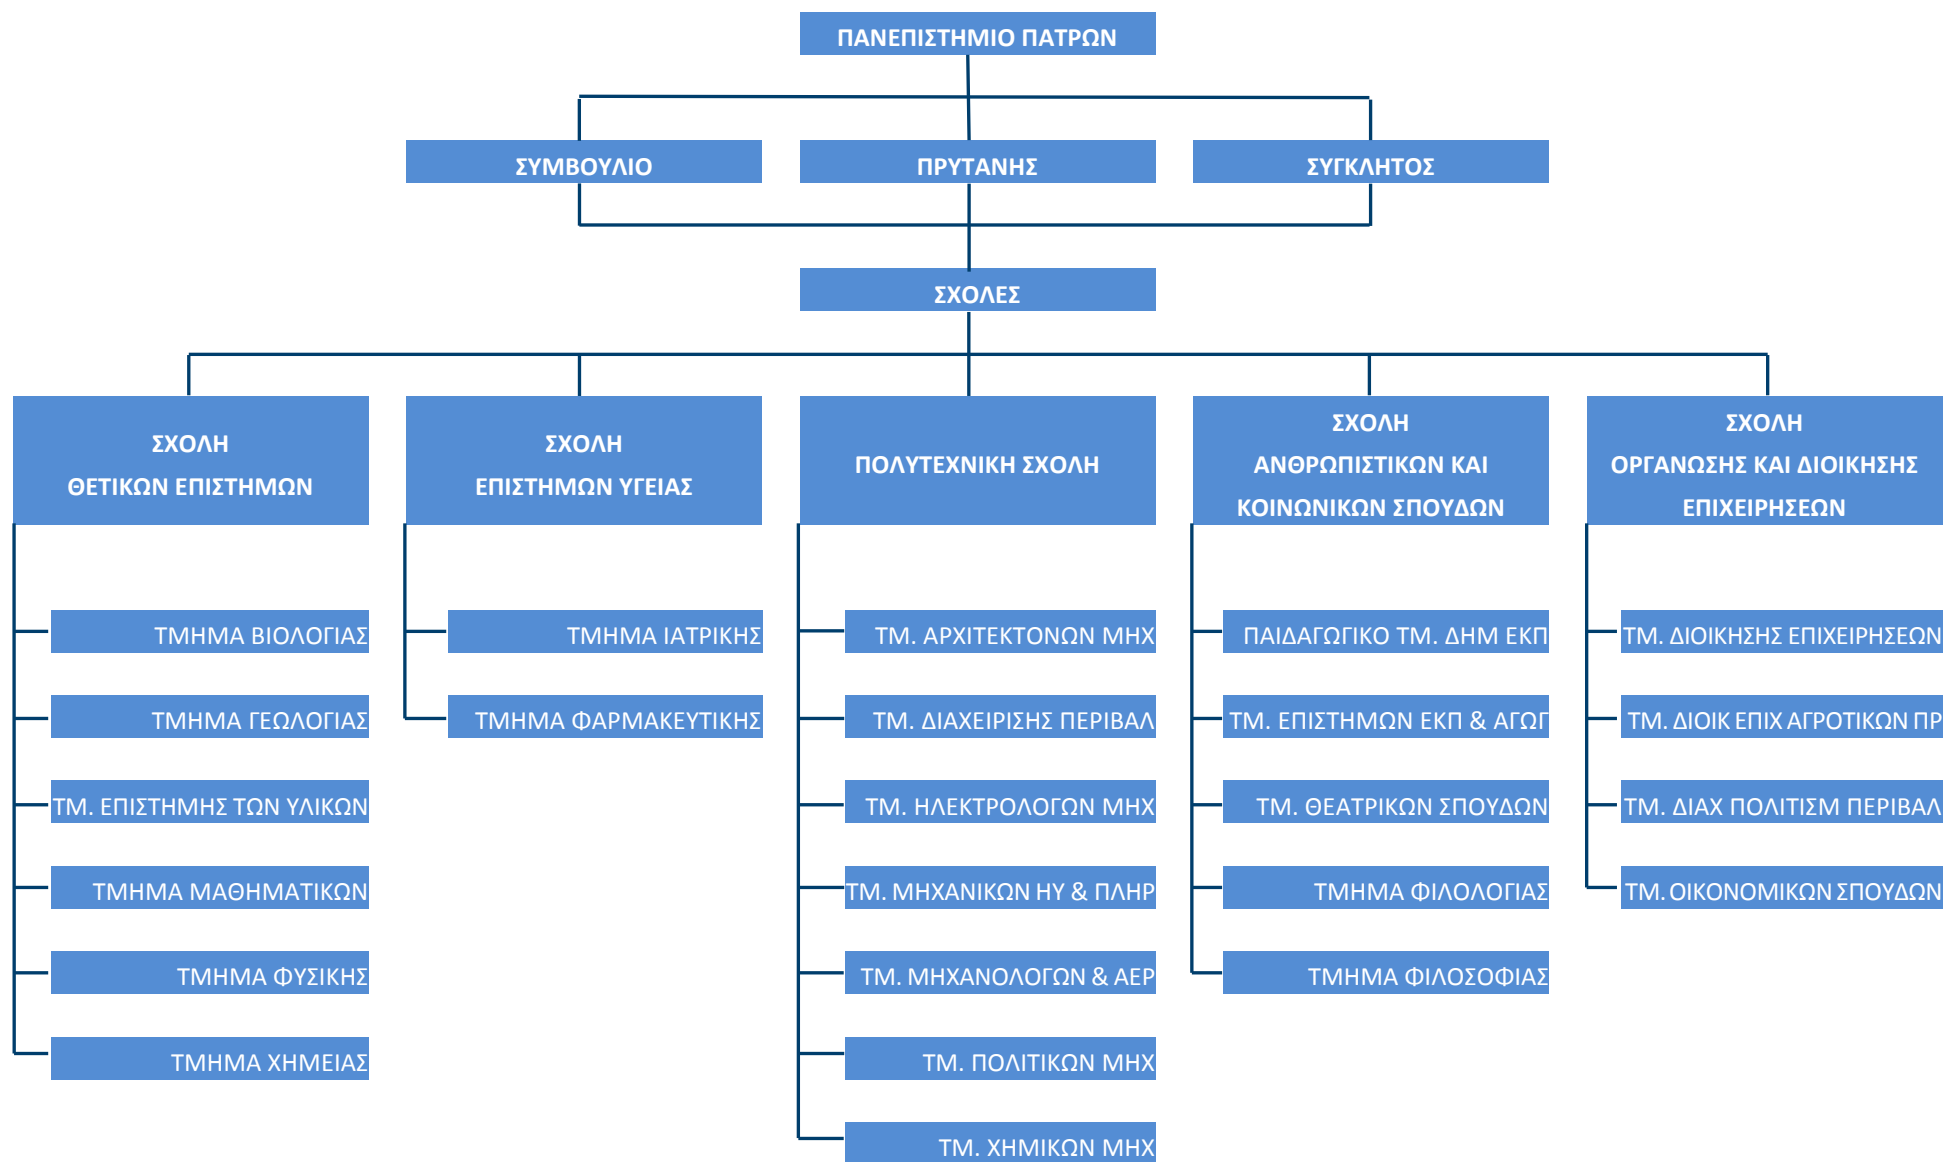 ΠΑΝΕΠΙΣΤΗΜΙΟ ΠΑΤΡΩΝ
ΣΥΜΒΟΥΛΙΟ
ΠΡΥΤΑΝΗΣ
ΣΥΓΚΛΗΤΟΣ
ΣΧΟΛΕΣ
ΣΧΟΛΗ
ΘΕΤΙΚΩΝ ΕΠΙΣΤΗΜΩΝ
ΤΜΗΜΑ ΒΙΟΛΟΓΙΑΣ
ΤΜΗΜΑ ΓΕΩΛΟΓΙΑΣ
ΤΜ. ΕΠΙΣΤΗΜΗΣ ΤΩΝ ΥΛΙΚΩΝ
ΤΜΗΜΑ ΜΑΘΗΜΑΤΙΚΩΝ
ΤΜΗΜΑ ΦΥΣΙΚΗΣ
ΤΜΗΜΑ ΧΗΜΕΙΑΣ
ΣΧΟΛΗ
ΕΠΙΣΤΗΜΩΝ ΥΓΕΙΑΣ
ΤΜΗΜΑ ΙΑΤΡΙΚΗΣ
ΤΜΗΜΑ ΦΑΡΜΑΚΕΥΤΙΚΗΣ
ΠΟΛΥΤΕΧΝΙΚΗ ΣΧΟΛΗ
ΤΜ. ΑΡΧΙΤΕΚΤΟΝΩΝ ΜΗΧ
ΤΜ. ΔΙΑΧΕΙΡΙΣΗΣ ΠΕΡΙΒΑΛ
ΤΜ. ΗΛΕΚΤΡΟΛΟΓΩΝ ΜΗΧ
ΤΜ. ΜΗΧΑΝΙΚΩΝ ΗΥ & ΠΛΗΡ
ΤΜ. ΜΗΧΑΝΟΛΟΓΩΝ & ΑΕΡ
ΤΜ. ΠΟΛΙΤΙΚΩΝ ΜΗΧ
ΤΜ. ΧΗΜΙΚΩΝ ΜΗΧ
ΣΧΟΛΗ
ΑΝΘΡΩΠΙΣΤΙΚΩΝ ΚΑΙ
ΚΟΙΝΩΝΙΚΩΝ ΣΠΟΥΔΩΝ
ΠΑΙΔΑΓΩΓΙΚΟ ΤΜ. ΔΗΜ ΕΚΠ
ΤΜ. ΕΠΙΣΤΗΜΩΝ ΕΚΠ & ΑΓΩΓ
ΤΜ. ΘΕΑΤΡΙΚΩΝ ΣΠΟΥΔΩΝ
ΤΜΗΜΑ ΦΙΛΟΛΟΓΙΑΣ
ΤΜΗΜΑ ΦΙΛΟΣΟΦΙΑΣ
ΣΧΟΛΗ
ΟΡΓΑΝΩΣΗΣ ΚΑΙ ΔΙΟΙΚΗΣΗΣ
ΕΠΙΧΕΙΡΗΣΕΩΝ
ΤΜ. ΔΙΟΙΚΗΣΗΣ ΕΠΙΧΕΙΡΗΣΕΩΝ
ΤΜ. ΔΙΟΙΚ ΕΠΙΧ ΑΓΡΟΤΙΚΩΝ ΠΡ
ΤΜ. ΔΙΑΧ ΠΟΛΙΤΙΣΜ ΠΕΡΙΒΑΛ
ΤΜ. ΟΙΚΟΝΟΜΙΚΩΝ ΣΠΟΥΔΩΝ